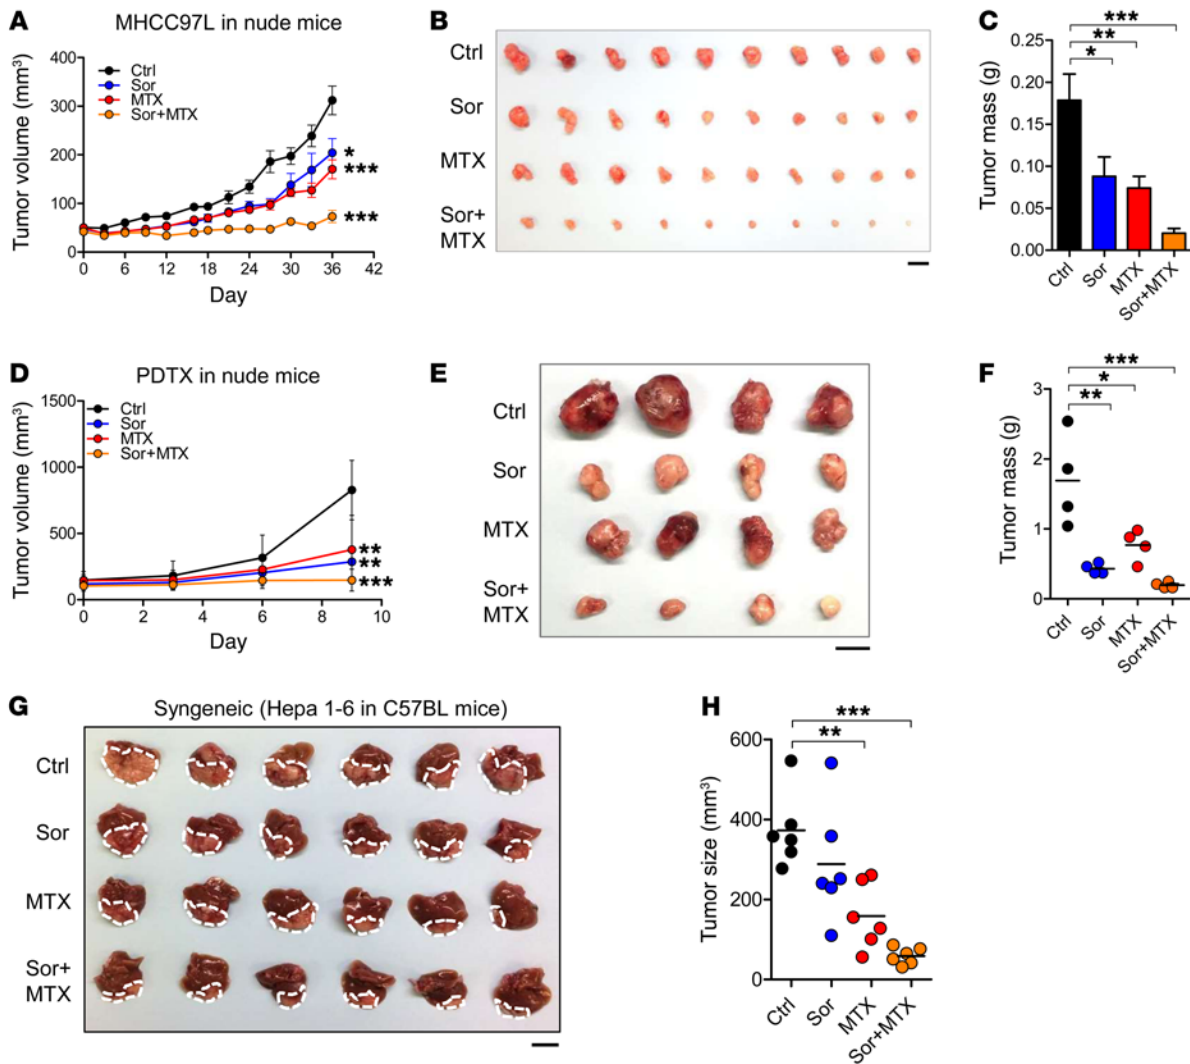 A
MHCC97L in nude mice
Tumor volume (mm³)
400
300
200
100
0
Ctrl
Sor
MTX
Sor+MTX
*
***
***
0 3 6 12 16 18 24 30 36 42
Day
B
Ctrl
Sor
MTX
Sor+
MTX
C
***
**
*
Tumor mass (g)
0.25
0.20
0.15
0.10
0.05
0.00
Ctrl
Sor
MTX
Sor+MTX
D
PDTX in nude mice
Tumor volume (mm³)
1500
1000
500
0
Ctrl
Sor
MTX
Sor+MTX
**
**
***
0 2 4 6 8 10
Day
E
Ctrl
Sor
MTX
Sor+
MTX
F
***
*
**
Tumor mass (g)
3
2
1
0
Ctrl
Sor
MTX
Sor+MTX
G
Syngeneic (Hepa 1-6 in C57BL mice)
Ctrl
Sor
MTX
Sor+
MTX
H
***
**
Tumor size (mm³)
600
400
200
0
Ctrl
Sor
MTX
Sor+MTX